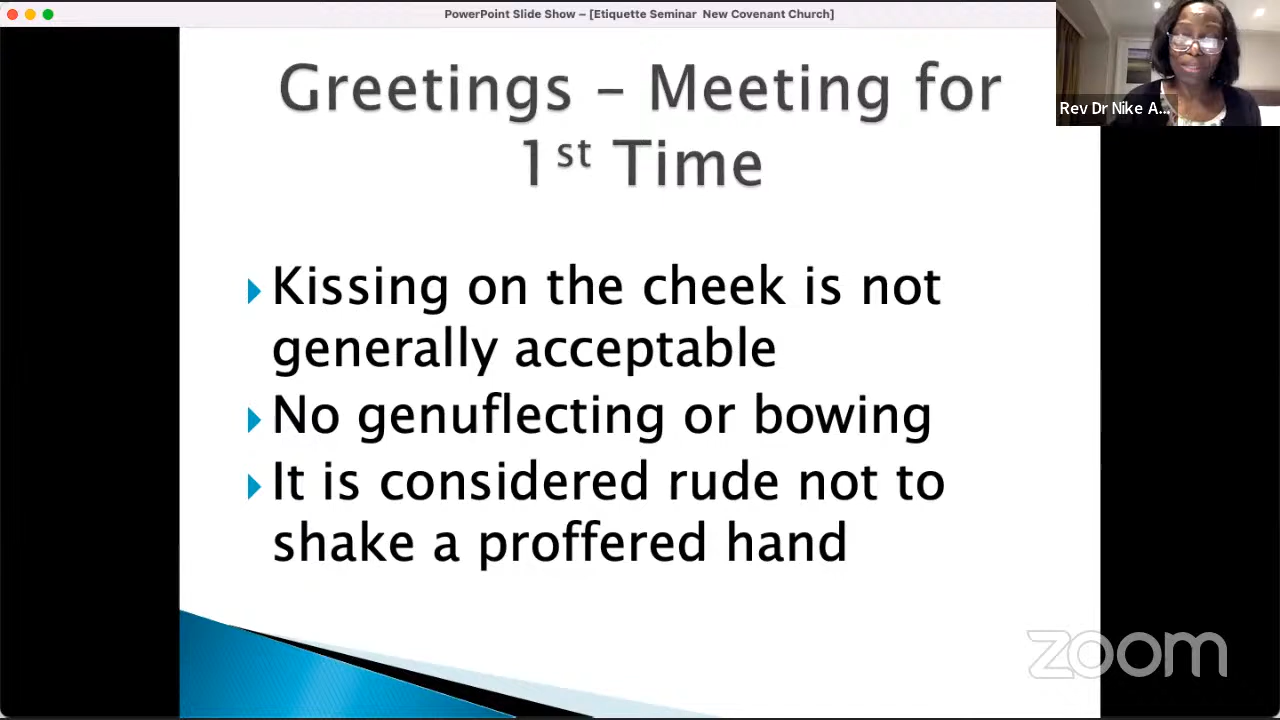 PowerPoint Slide Show – [Etiquette Seminar  New Covenant Church]
Rev Dr Nike A...
Greetings – Meeting for
1st Time
Kissing on the cheek is not
generally acceptable
No genuflecting or bowing
It is considered rude not to
shake a proffered hand
zoom